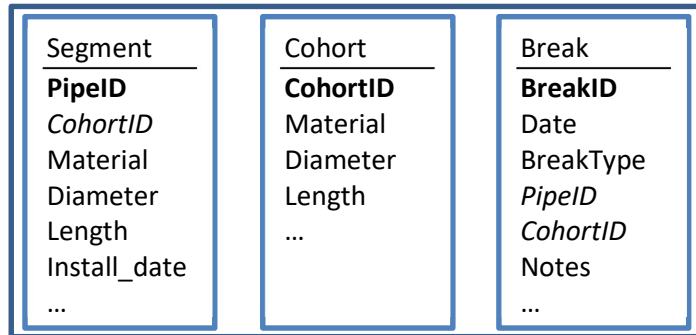 Segment
PipeID
CohortID
Material
Diameter
Length
Install_date
…
Cohort
CohortID
Material
Diameter
Length
…
Break
BreakID
Date
BreakType
PipeID
CohortID
Notes
…